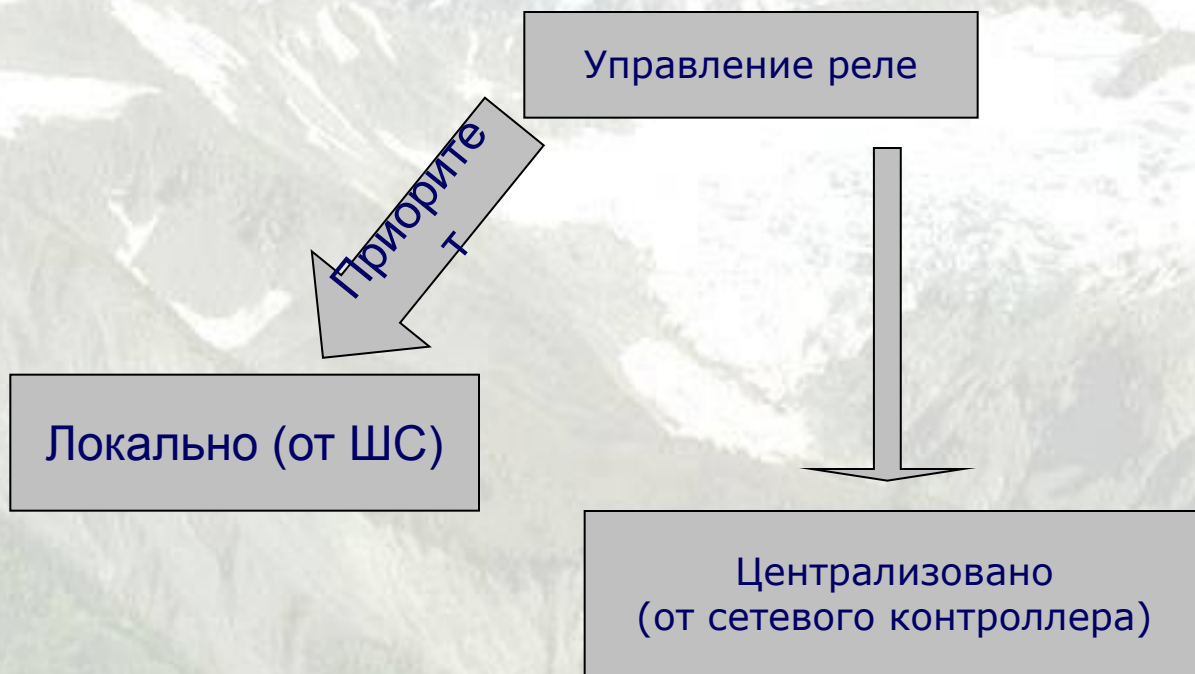 Управление реле
Приорите
т
Локально (от ШС)
Централизовано
(от сетевого контроллера)